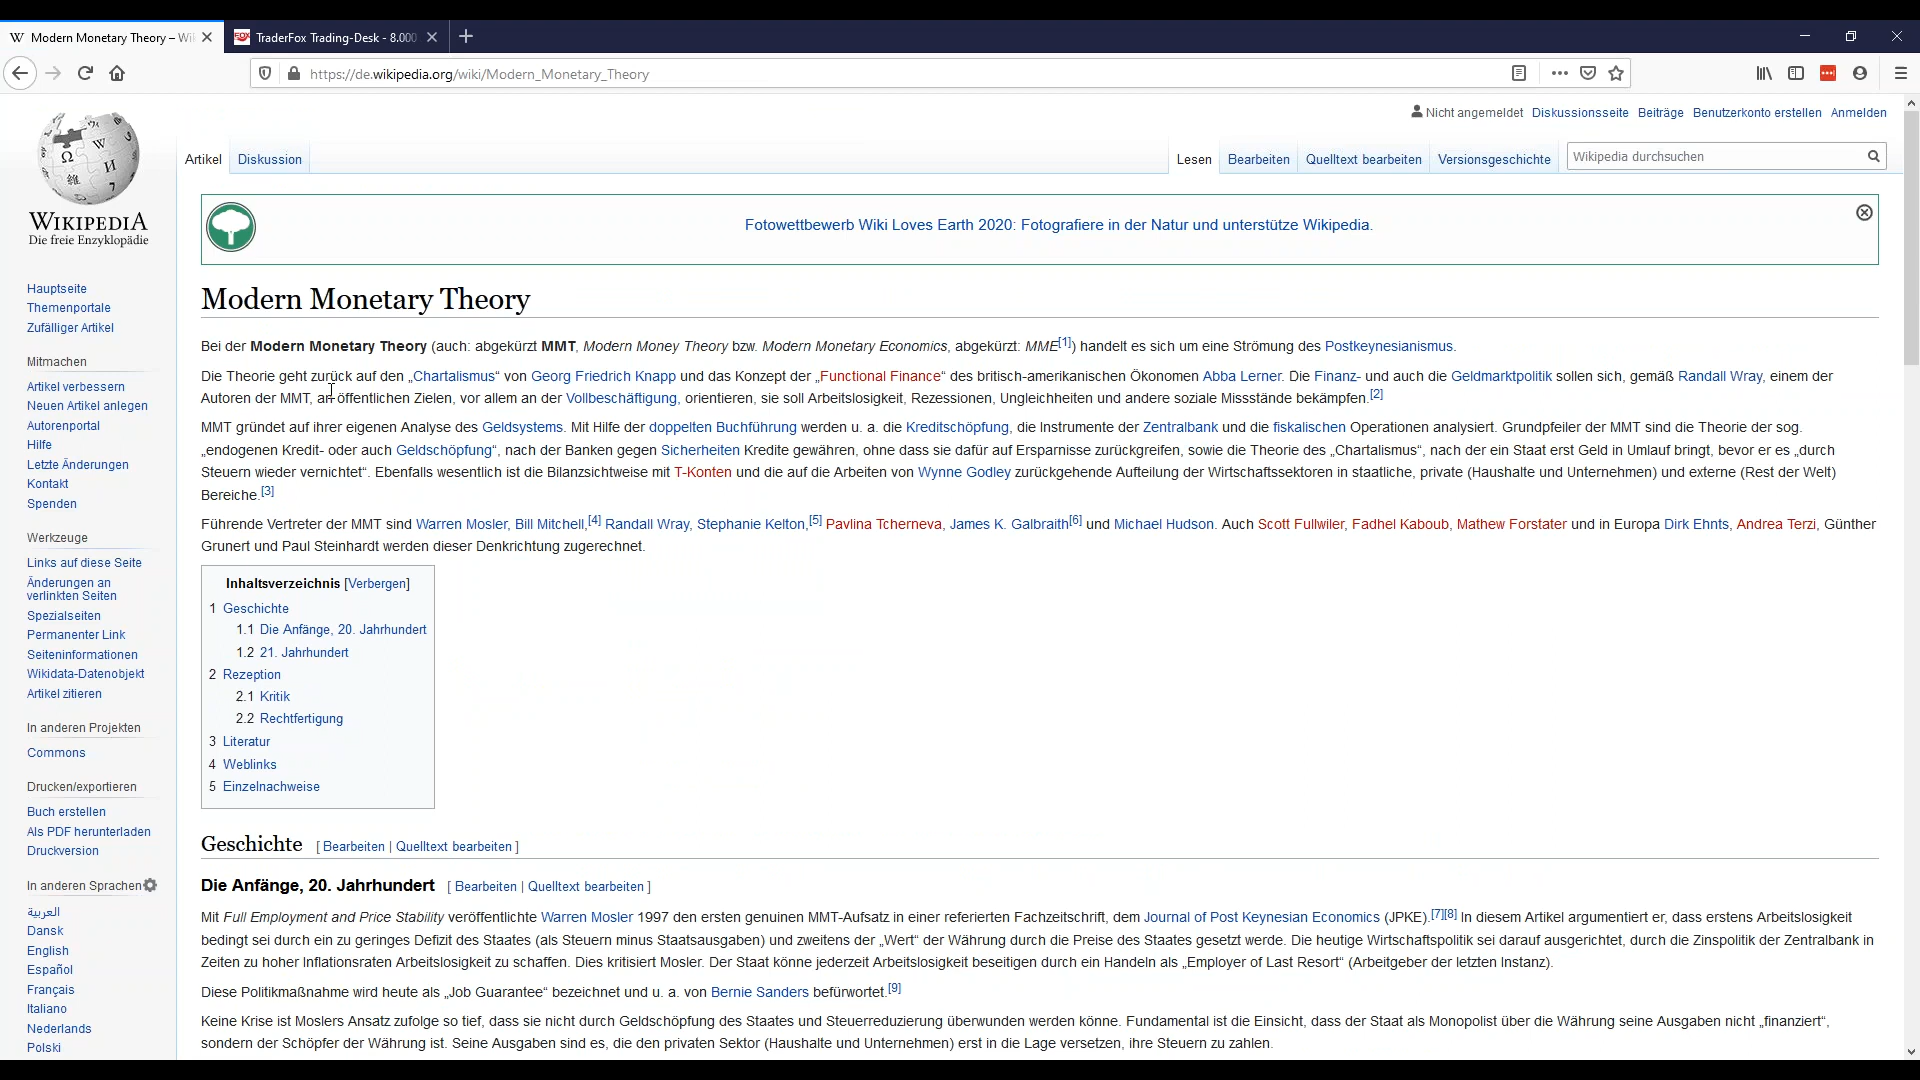 Modern Monetary Theory – Wi
TraderFox Trading-Desk - 8.000
https://de.wikipedia.org/wiki/Modern_Monetary_Theory
Nicht angemeldet Diskussionsseite Beiträge Benutzerkonto erstellen Anmelden
Artikel Diskussion Lesen Bearbeiten Quelltext bearbeiten Versionsgeschichte Wikipedia durchsuchen
WIKIPEDIA
Die freie Enzyklopädie
Hauptseite
Themenportale
Zufälliger Artikel
Mitmachen
Artikel verbessern
Neuen Artikel anlegen
Autorenportal
Hilfe
Letzte Änderungen
Kontakt
Spenden
Werkzeuge
Links auf diese Seite
Änderungen an
verlinkten Seiten
Spezialseiten
Permanenter Link
Seiteninformationen
Wikidata-Datenobjekt
Artikel zitieren
In anderen Projekten
Commons
Drucken/exportieren
Buch erstellen
Als PDF herunterladen
Druckversion
In anderen Sprachen
العربية
Dansk
English
Español
Français
Italiano
Nederlands
Polski
Fotowettbewerb Wiki Loves Earth 2020: Fotografiere in der Natur und unterstütze Wikipedia.
Modern Monetary Theory
Bei der Modern Monetary Theory (auch: abgekürzt MMT, Modern Money Theory bzw. Modern Monetary Economics, abgekürzt: MME[1]) handelt es sich um eine Strömung des Postkeynesianismus.
Die Theorie geht zurück auf den „Chartalismus“ von Georg Friedrich Knapp und das Konzept der „Functional Finance“ des britisch-amerikanischen Ökonomen Abba Lerner. Die Finanz- und auch die Geldmarktpolitik sollen sich, gemäß Randall Wray, einem der
Autoren der MMT, an öffentlichen Zielen, vor allem an der Vollbeschäftigung, orientieren, sie soll Arbeitslosigkeit, Rezessionen, Ungleichheiten und andere soziale Missstände bekämpfen.[2]
MMT gründet auf ihrer eigenen Analyse des Geldsystems. Mit Hilfe der doppelten Buchführung werden u. a. die Kreditschöpfung, die Instrumente der Zentralbank und die fiskalischen Operationen analysiert. Grundpfeiler der MMT sind die Theorie der sog.
„endogenen Kredit- oder auch Geldschöpfung“, nach der Banken gegen Sicherheiten Kredite gewähren, ohne dass sie dafür auf Ersparnisse zurückgreifen, sowie die Theorie des „Chartalismus“, nach der ein Staat erst Geld in Umlauf bringt, bevor er es „durch
Steuern wieder vernichtet“. Ebenfalls wesentlich ist die Bilanzsichtweise mit T-Konten und die auf die Arbeiten von Wynne Godley zurückgehende Aufteilung der Wirtschaftssektoren in staatliche, private (Haushalte und Unternehmen) und externe (Rest der Welt)
Bereiche.[3]
Führende Vertreter der MMT sind Warren Mosler, Bill Mitchell,[4] Randall Wray, Stephanie Kelton,[5] Pavlina Tcherneva, James K. Galbraith[6] und Michael Hudson. Auch Scott Fullwiler, Fadhel Kaboub, Mathew Forstater und in Europa Dirk Ehnts, Andrea Terzi, Günther
Grunert und Paul Steinhardt werden dieser Denkrichtung zugerechnet.
Inhaltsverzeichnis [Verbergen]
1 Geschichte
1.1 Die Anfänge, 20. Jahrhundert
1.2 21. Jahrhundert
2 Rezeption
2.1 Kritik
2.2 Rechtfertigung
3 Literatur
4 Weblinks
5 Einzelnachweise
Geschichte [ Bearbeiten | Quelltext bearbeiten ]
Die Anfänge, 20. Jahrhundert [ Bearbeiten | Quelltext bearbeiten ]
Mit Full Employment and Price Stability veröffentlichte Warren Mosler 1997 den ersten genuinen MMT-Aufsatz in einer referierten Fachzeitschrift, dem Journal of Post Keynesian Economics (JPKE).[7][8] In diesem Artikel argumentiert er, dass erstens Arbeitslosigkeit
bedingt sei durch ein zu geringes Defizit des Staates (als Steuern minus Staatsausgaben) und zweitens der „Wert“ der Währung durch die Preise des Staates gesetzt werde. Die heutige Wirtschaftspolitik sei darauf ausgerichtet, durch die Zinspolitik der Zentralbank in
Zeiten zu hoher Inflationsraten Arbeitslosigkeit zu schaffen. Dies kritisiert Mosler. Der Staat könne jederzeit Arbeitslosigkeit beseitigen durch ein Handeln als „Employer of Last Resort“ (Arbeitgeber der letzten Instanz).
Diese Politikmaßnahme wird heute als „Job Guarantee“ bezeichnet und u. a. von Bernie Sanders befürwortet.[9]
Keine Krise ist Moslers Ansatz zufolge so tief, dass sie nicht durch Geldschöpfung des Staates und Steuerreduzierung überwunden werden könne. Fundamental ist die Einsicht, dass der Staat als Monopolist über die Währung seine Ausgaben nicht „finanziert“,
sondern der Schöpfer der Währung ist. Seine Ausgaben sind es, die den privaten Sektor (Haushalte und Unternehmen) erst in die Lage versetzen, ihre Steuern zu zahlen.